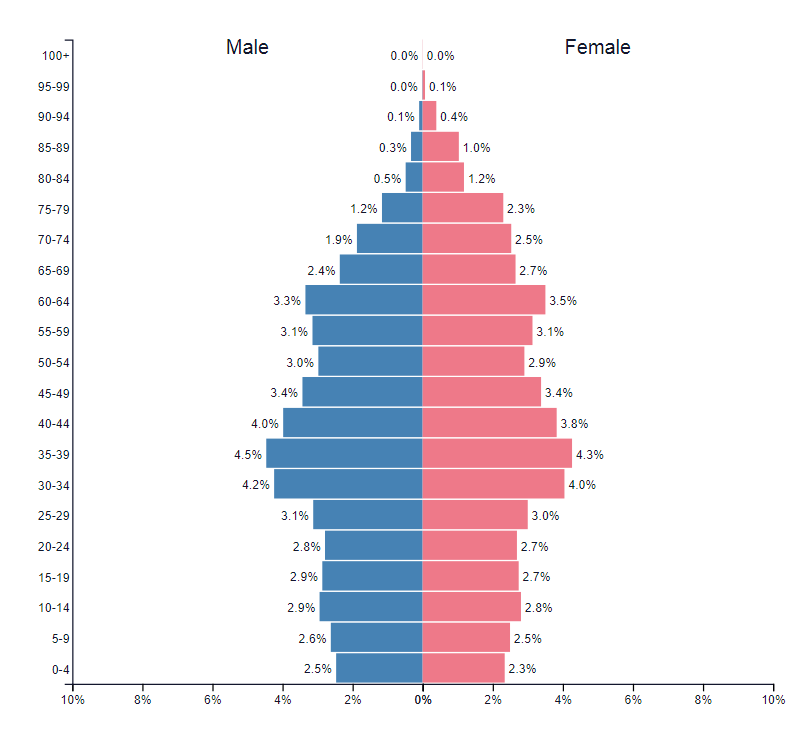 Male Female
100+ 0.0% 0.0%
95-99 0.0% 0.1%
90-94 0.1% 0.4%
85-89 0.3% 1.0%
80-84 0.5% 1.2%
75-79 1.2% 2.3%
70-74 1.9% 2.5%
65-69 2.4% 2.7%
60-64 3.3% 3.5%
55-59 3.1% 3.1%
50-54 3.0% 2.9%
45-49 3.4% 3.4%
40-44 4.0% 3.8%
35-39 4.5% 4.3%
30-34 4.2% 4.0%
25-29 3.1% 3.0%
20-24 2.8% 2.7%
15-19 2.9% 2.7%
10-14 2.9% 2.8%
5-9 2.6% 2.5%
0-4 2.5% 2.3%
10% 8% 6% 4% 2% 0% 2% 4% 6% 8% 10%